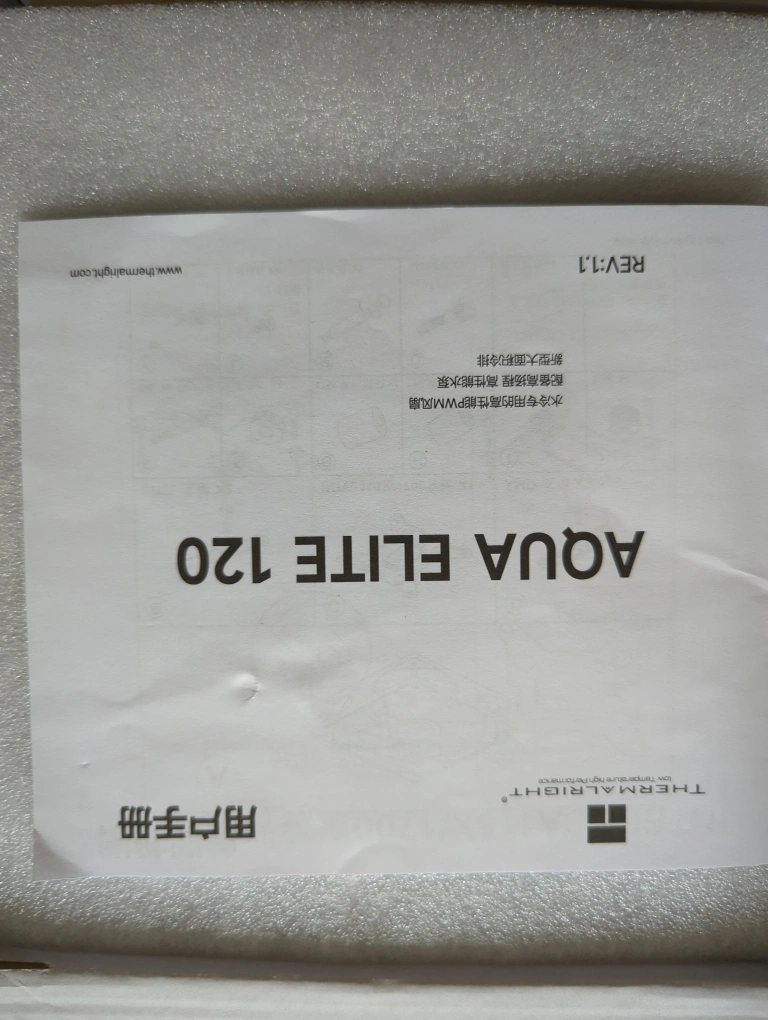 THERMALRIGHT®
low Temperature high Performance
用户手册
AQUA ELITE 120
水冷专用的高性能PWM风扇
配备高扬程 高性能水泵
新型大面积冷排
REV:1.1
www.thermalright.com